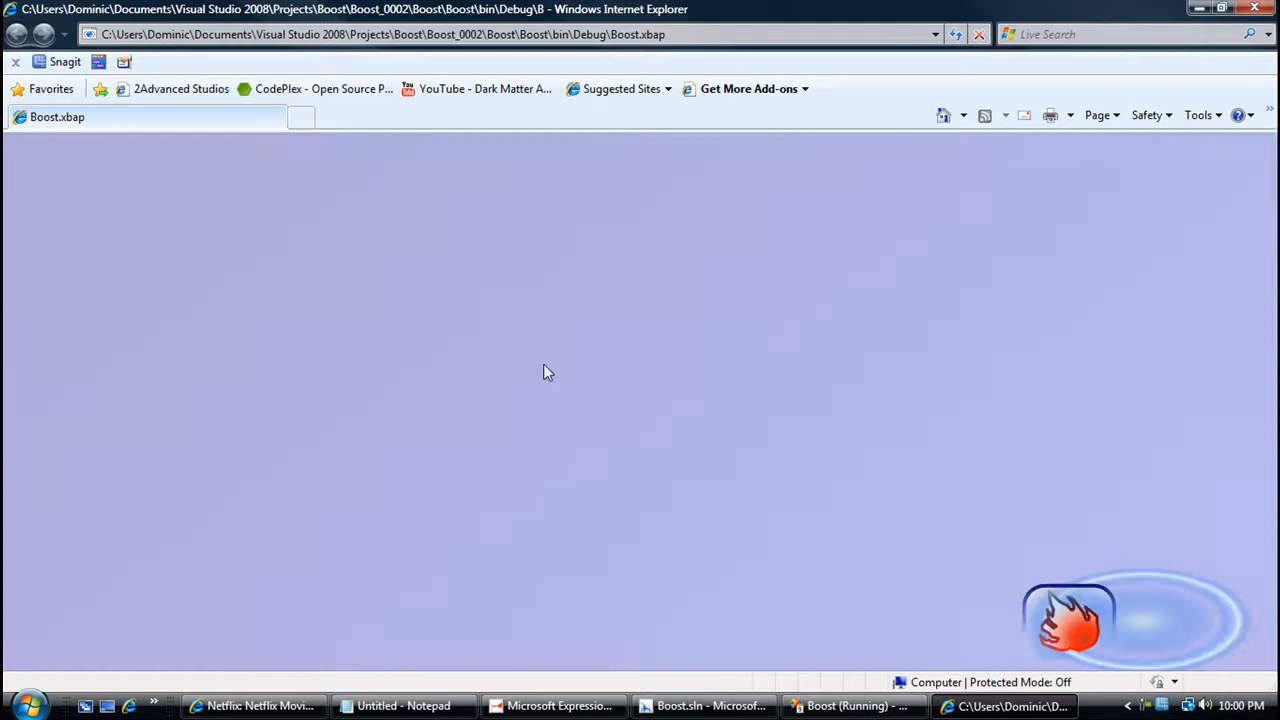 C:\Users\Dominic\Documents\Visual Studio 2008\Projects\Boost\Boost_0002\Boost\Boost\bin\Debug\B - Windows Internet Explorer
C:\Users\Dominic\Documents\Visual Studio 2008\Projects\Boost\Boost_0002\Boost\Boost\bin\Debug\Boost.xbap
Live Search
Snagit
Favorites 2Advanced Studios CodePlex - Open Source P... YouTube - Dark Matter A... Suggested Sites Get More Add-ons
Boost.xbap Page Safety Tools
Computer | Protected Mode: Off
Netflix: Netflix Movi... Untitled - Notepad Microsoft Expressio... Boost.sln - Microsof... Boost (Running) - ... C:\Users\Dominic\D... 10:00 PM